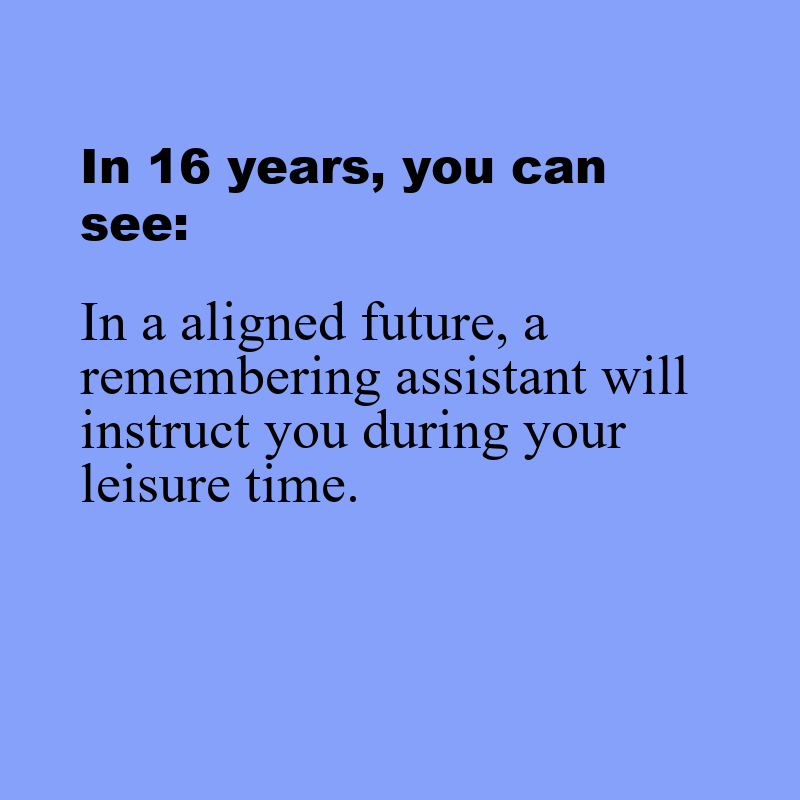 In 16 years, you can
see:
In a aligned future, a
remembering assistant will
instruct you during your
leisure time.